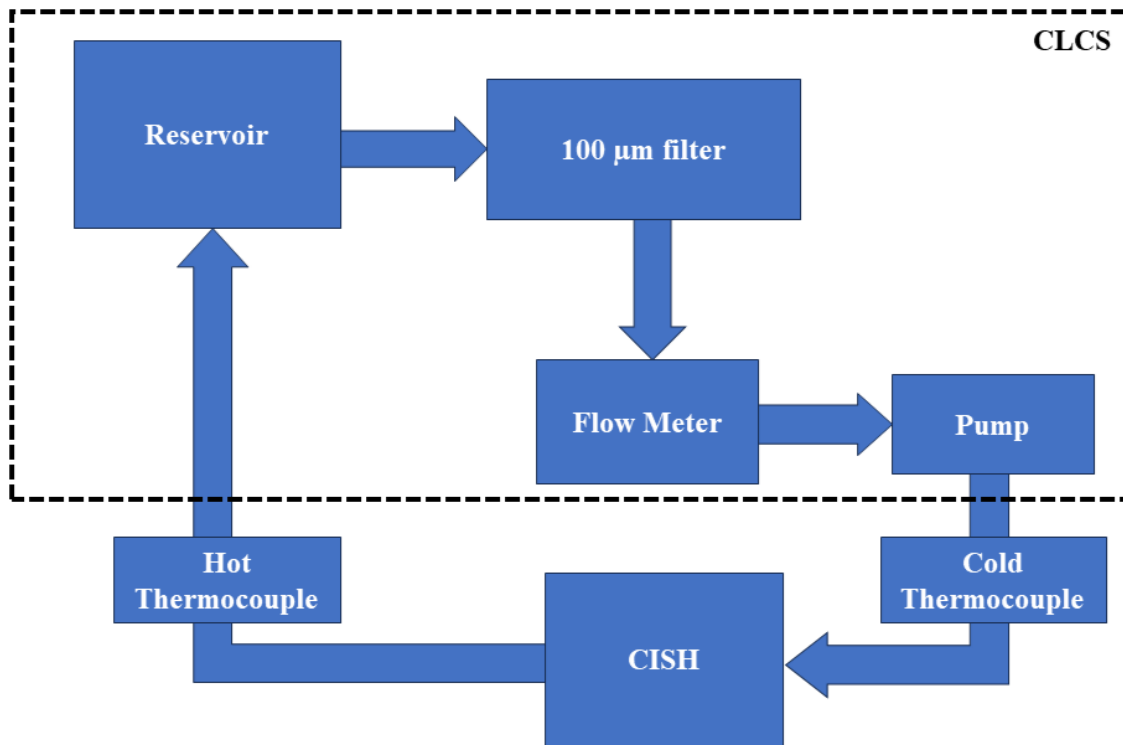 CLCS
Reservoir
100 μm filter
Flow Meter
Pump
Hot
Thermocouple
Cold
Thermocouple
CISH